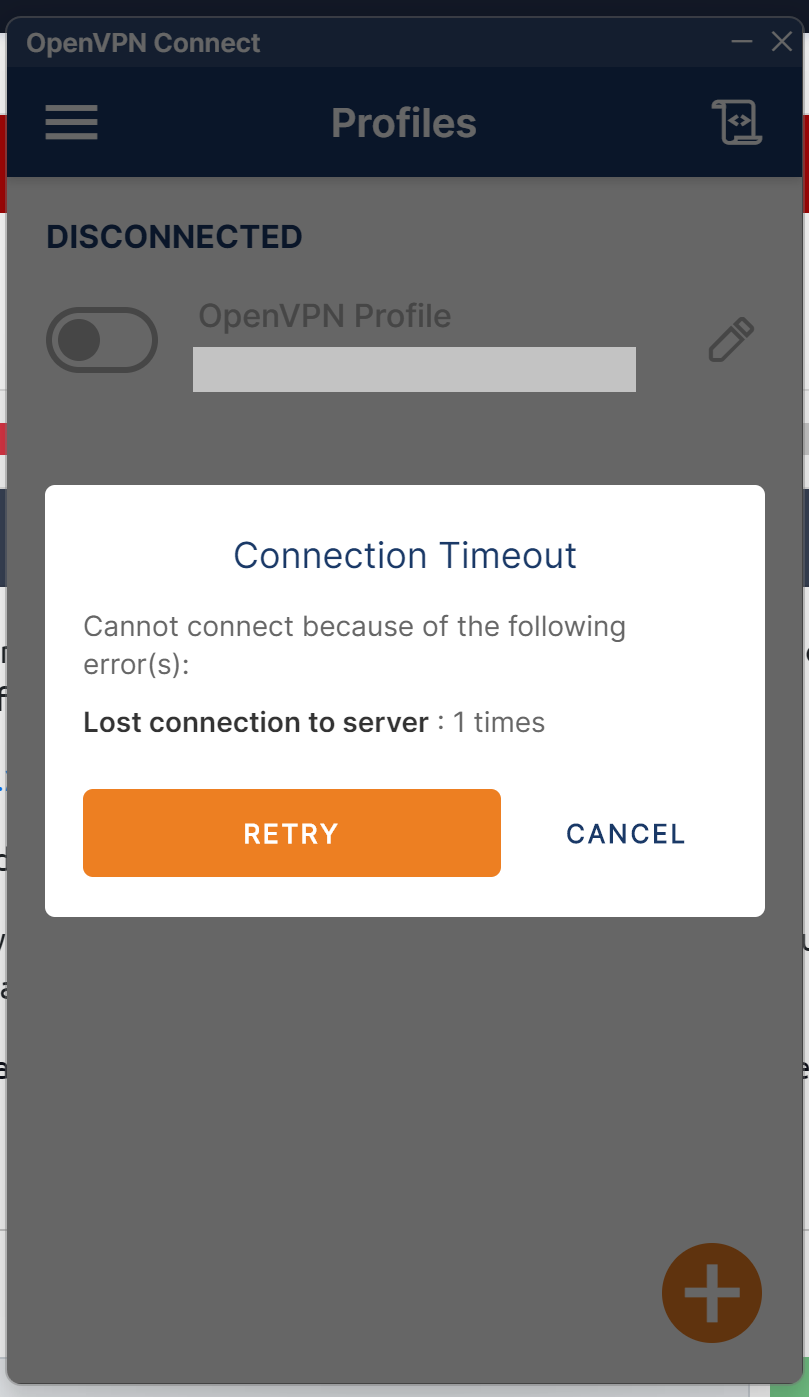 OpenVPN Connect
Profiles
DISCONNECTED
OpenVPN Profile
Connection Timeout
Cannot connect because of the following
error(s):
Lost connection to server : 1 times
RETRY
CANCEL